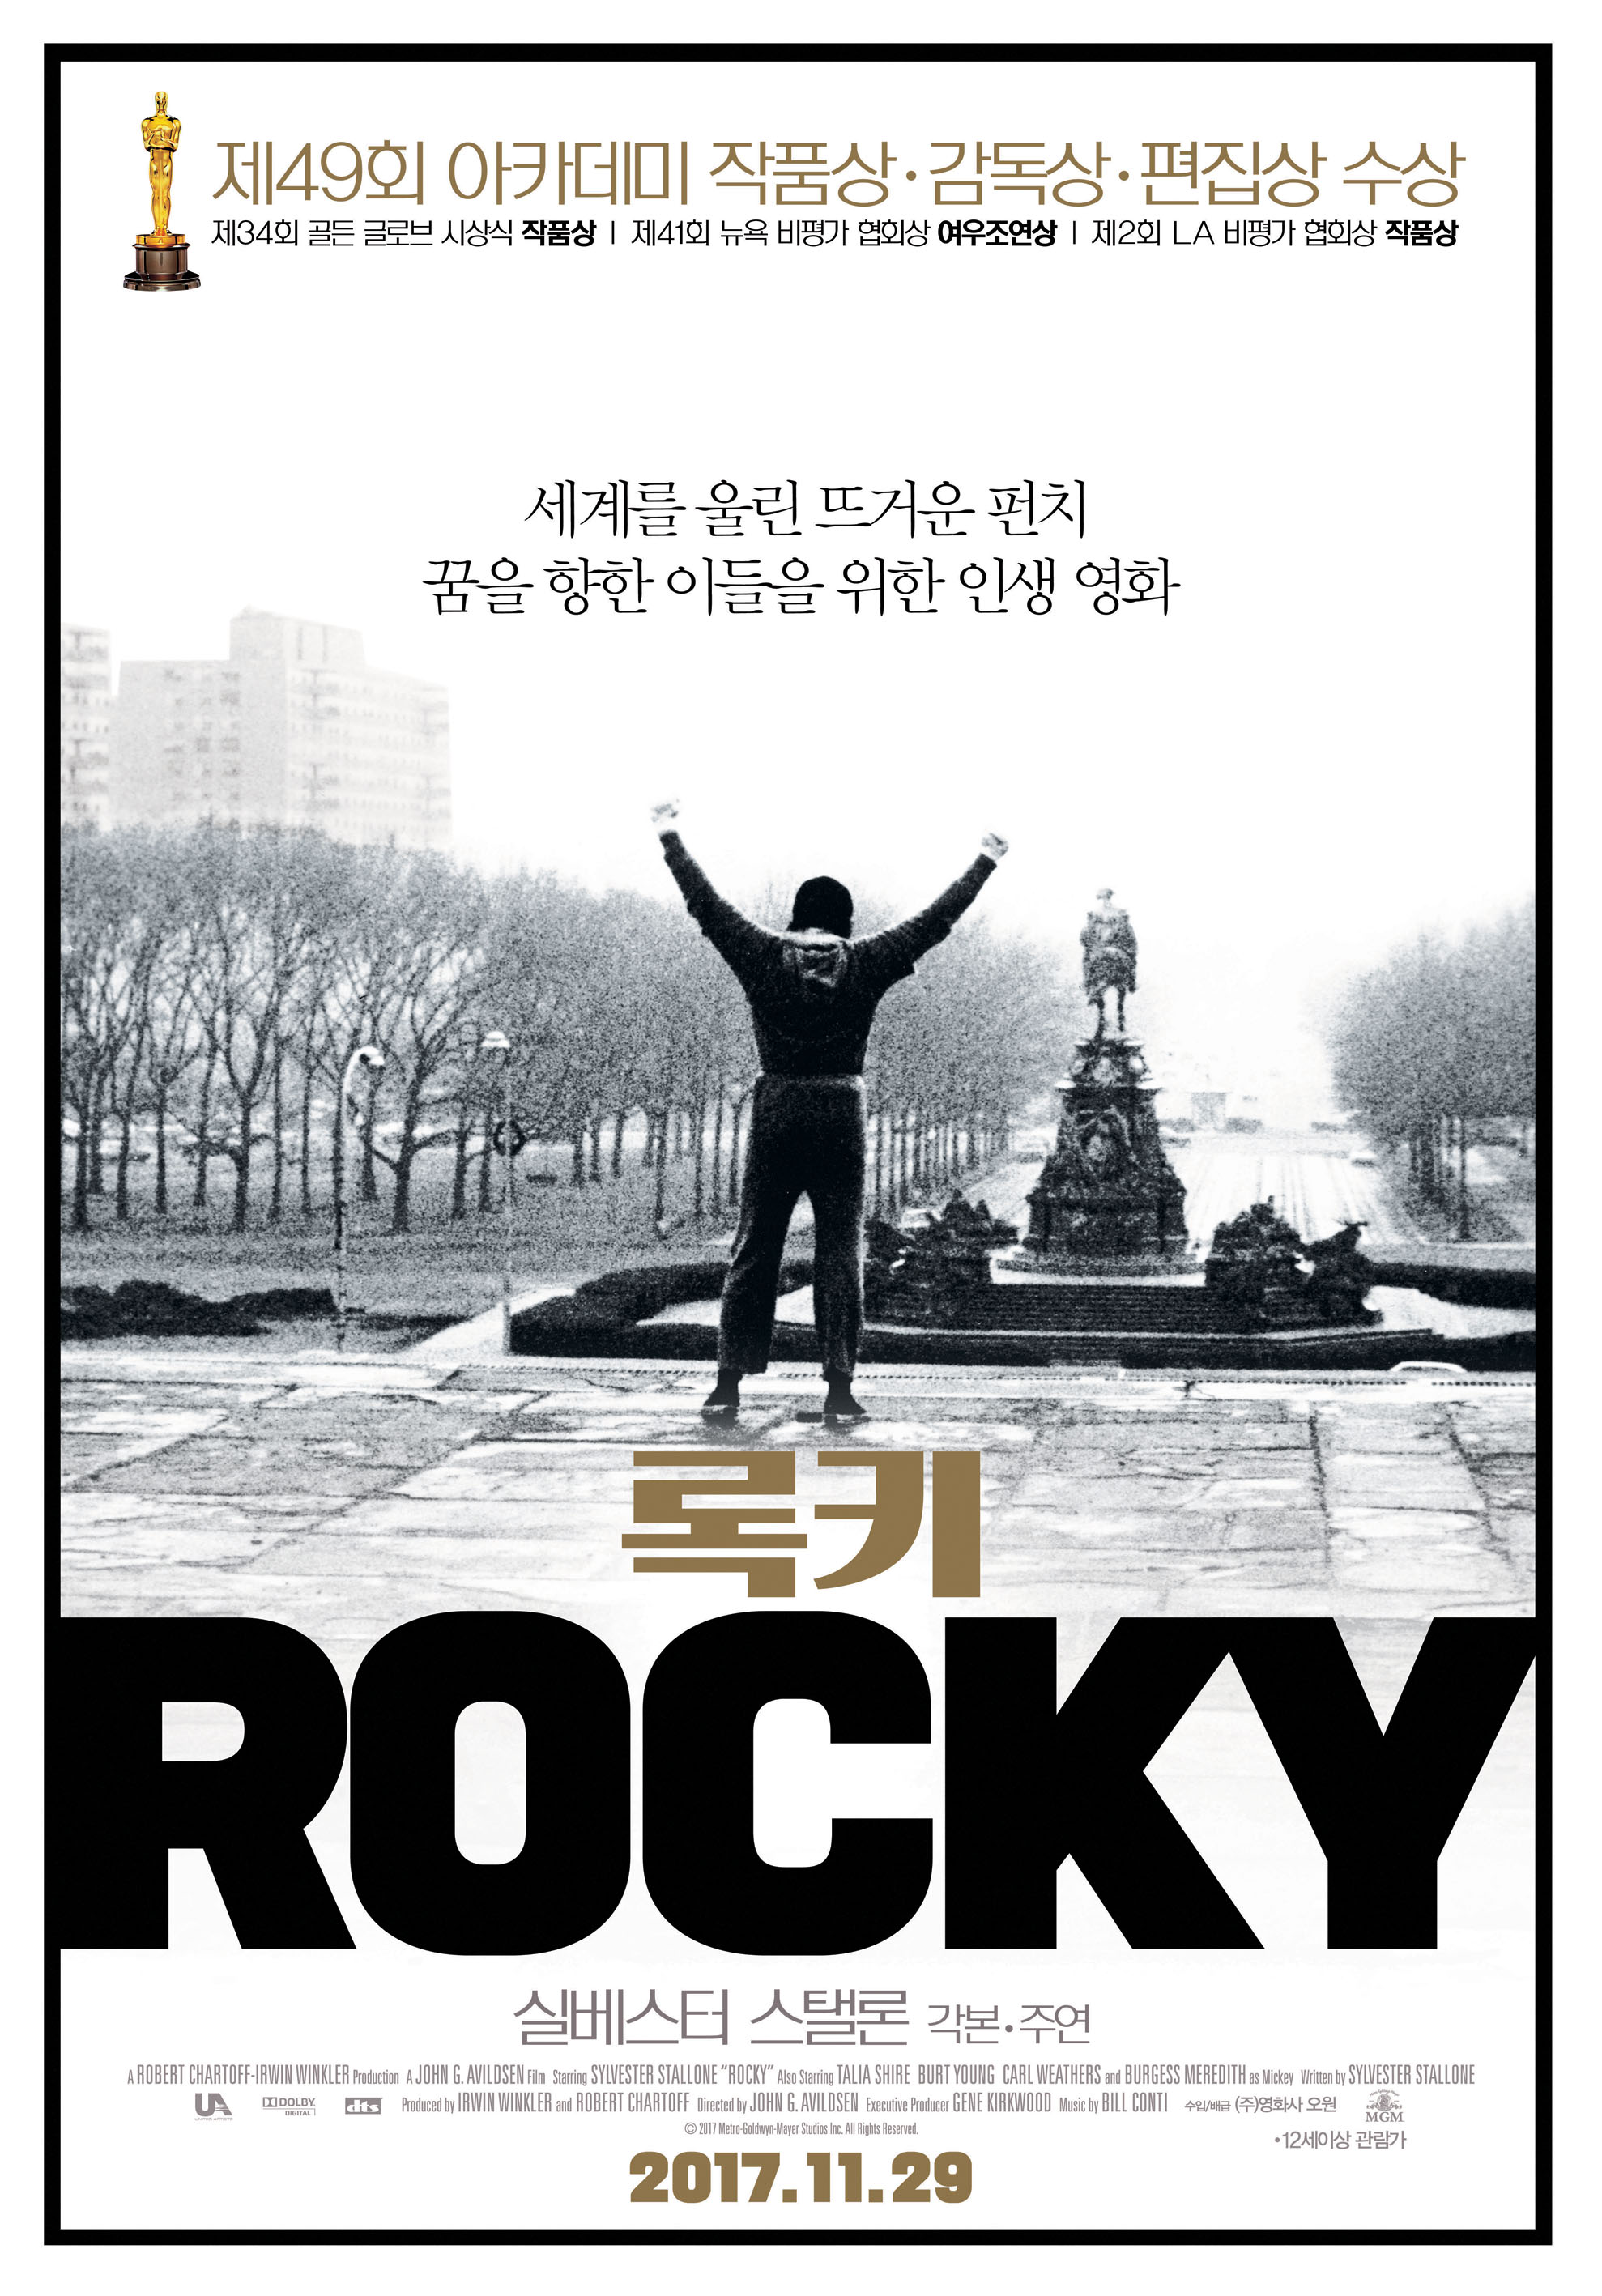 제49회 아카데미 작품상·감독상·편집상 수상
제34회 골든 글로브 시상식 작품상 | 제41회 뉴욕 비평가 협회상 여우조연상 | 제2회 LA 비평가 협회상 작품상
세계를 울린 뜨거운 펀치
꿈을 향한 이들을 위한 인생 영화
록키
ROCKY
실베스터 스탤론 각본·주연
A ROBERT CHARTOFF-IRWIN WINKLER Production A JOHN G. AVILDSEN Film Starring SYLVESTER STALLONE “ROCKY” Also Starring TALIA SHIRE BURT YOUNG CARL WEATHERS and BURGESS MEREDITH as Mickey Written by SYLVESTER STALLONE
UA UNITED ARTISTS DOLBY DIGITAL dts Produced by IRWIN WINKLER and ROBERT CHARTOFF Directed by JOHN G. AVILDSEN Executive Producer GENE KIRKWOOD Music by BILL CONTI 수입/배급 (주)영화사 오원 MGM
© 2017 Metro-Goldwyn-Mayer Studios Inc. All Rights Reserved.
•12세이상 관람가
2017.11.29